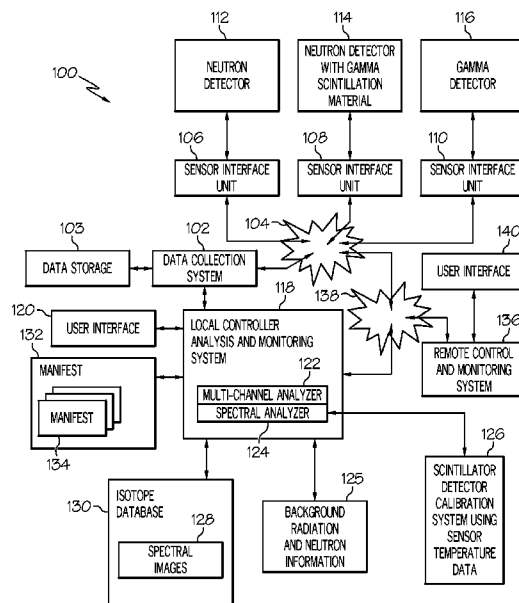 112
114
116
NEUTRON
DETECTOR
NEUTRON DETECTOR
WITH GAMMA
SCINTILLATION
MATERIAL
GAMMA
DETECTOR
100
106
108
110
SENSOR INTERFACE
UNIT
SENSOR INTERFACE
UNIT
SENSOR INTERFACE
UNIT
103
102
104
140
DATA STORAGE
DATA COLLECTION
SYSTEM
118
138
USER INTERFACE
120
USER INTERFACE
LOCAL CONTROLLER
ANALYSIS AND MONITORING
SYSTEM
136
132
MANIFEST
MANIFEST
134
122
MULTI-CHANNEL ANALYZER
SPECTRAL ANALYZER
124
REMOTE CONTROL
AND MONITORING
SYSTEM
126
130
ISOTOPE
DATABASE
128
SPECTRAL
IMAGES
125
BACKGROUND
RADIATION
AND NEUTRON
INFORMATION
SCINTILLATOR
DETECTOR
CALIBRATION
SYSTEM USING
SENSOR
TEMPERATURE
DATA